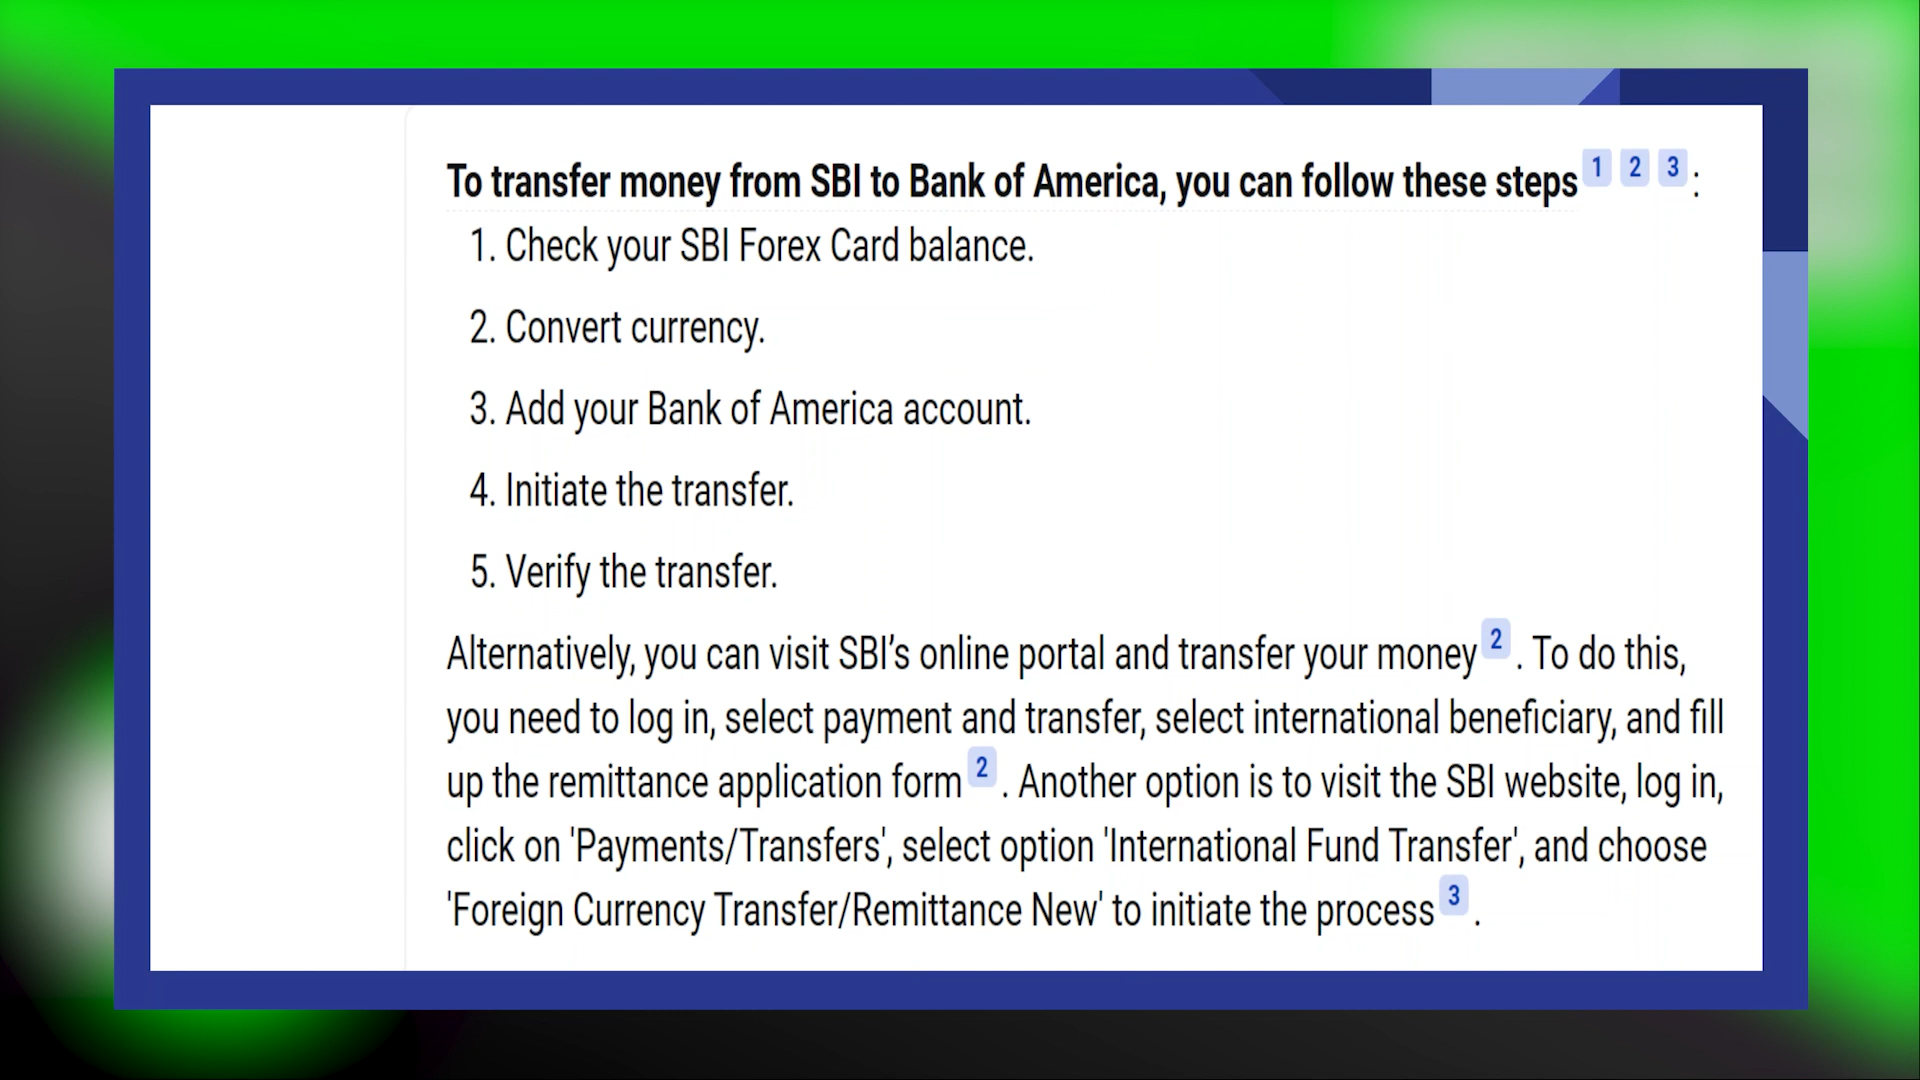 To transfer money from SBI to Bank of America, you can follow these steps 1 2 3 :
1. Check your SBI Forex Card balance.
2. Convert currency.
3. Add your Bank of America account.
4. Initiate the transfer.
5. Verify the transfer.
Alternatively, you can visit SBI’s online portal and transfer your money 2 . To do this,
you need to log in, select payment and transfer, select international beneficiary, and fill
up the remittance application form 2 . Another option is to visit the SBI website, log in,
click on 'Payments/Transfers', select option 'International Fund Transfer', and choose
'Foreign Currency Transfer/Remittance New' to initiate the process 3 .